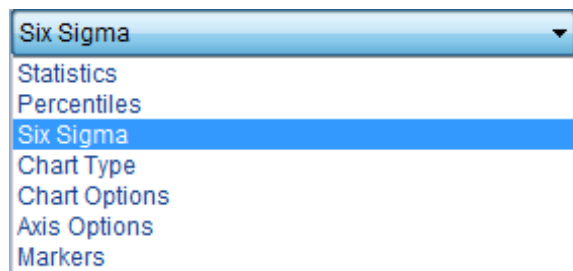 Six Sigma
Statistics
Percentiles
Six Sigma
Chart Type
Chart Options
Axis Options
Markers